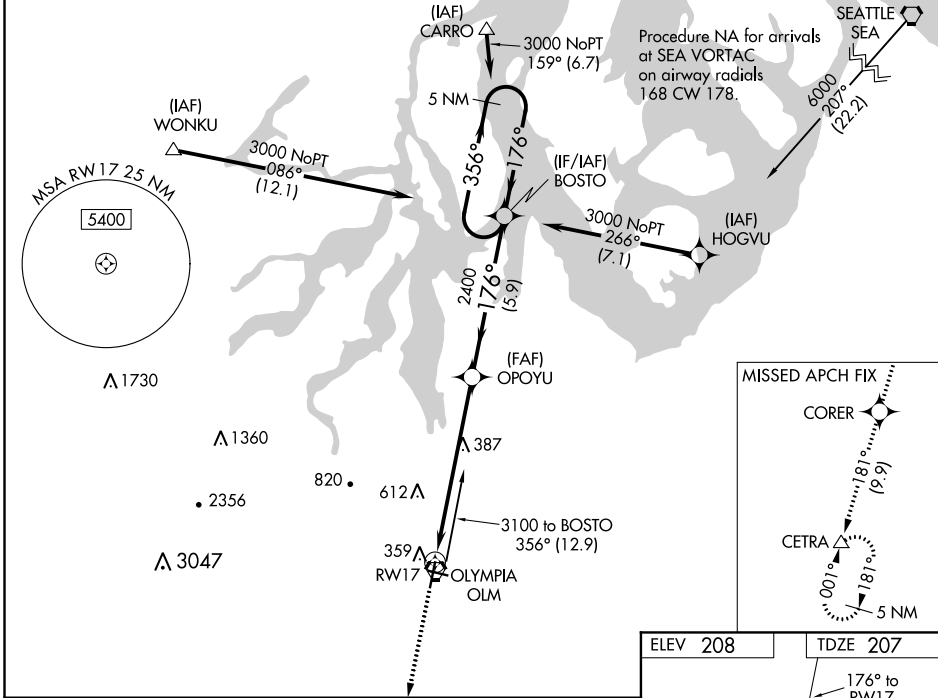 (IAF)
CARRO
3000 NoPT
159° (6.7)
Procedure NA for arrivals
at SEA VORTAC
on airway radials
168 CW 178.
SEATTLE
SEA
6000
207°
(22.2)
5 NM
(IAF)
WONKU
3000 NoPT
086°
(12.1)
356°
176°
(IF/IAF)
BOSTO
3000 NoPT
266°
(7.1)
(IAF)
HOGVU
MSA RW17 25 NM
5400
2400
176°
(5.9)
(FAF)
OPOYU
1730
1360
387
820
612
2356
3100 to BOSTO
356° (12.9)
3047
359
RW17
OLYMPIA
OLM
MISSED APCH FIX
CORER
181°
(9.9)
CETRA
001°
181°
5 NM
ELEV 208
TDZE 207
176° to
RW17